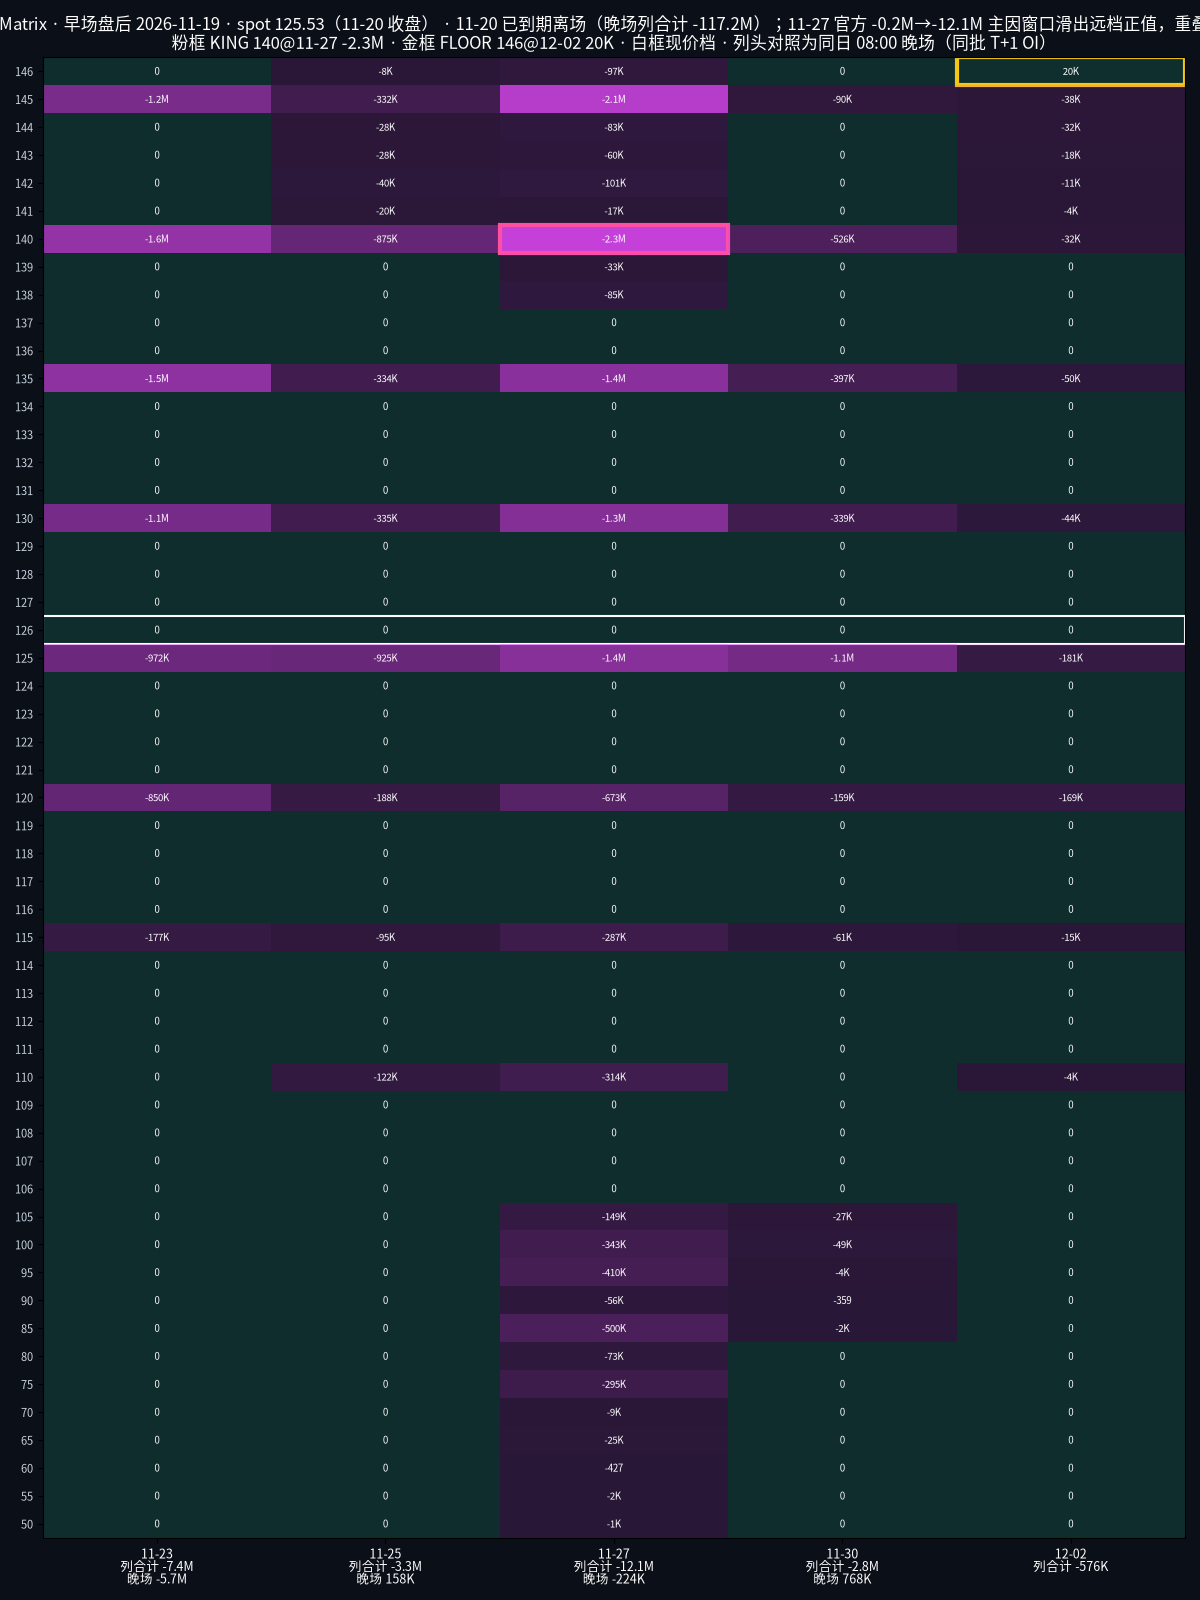 Matrix · 早场盘后 2026-11-19 · spot 125.53（11-20 收盘） · 11-20 已到期离场（晚场列合计 -117.2M）；11-27 官方 -0.2M→-12.1M 主因窗口滑出远档正值，重
粉框 KING 140@11-27 -2.3M · 金框 FLOOR 146@12-02 20K · 白框现价档 · 列头对照为同日 08:00 晚场（同批 T+1 OI）
146 0 -8K -97K 0 20K
145 -1.2M -332K -2.1M -90K -38K
144 0 -28K -83K 0 -32K
143 0 -28K -60K 0 -18K
142 0 -40K -101K 0 -11K
141 0 -20K -17K 0 -4K
140 -1.6M -875K -2.3M -526K -32K
139 0 0 -33K 0 0
138 0 0 -85K 0 0
137 0 0 0 0 0
136 0 0 0 0 0
135 -1.5M -334K -1.4M -397K -50K
134 0 0 0 0 0
133 0 0 0 0 0
132 0 0 0 0 0
131 0 0 0 0 0
130 -1.1M -335K -1.3M -339K -44K
129 0 0 0 0 0
128 0 0 0 0 0
127 0 0 0 0 0
126 0 0 0 0 0
125 -972K -925K -1.4M -1.1M -181K
124 0 0 0 0 0
123 0 0 0 0 0
122 0 0 0 0 0
121 0 0 0 0 0
120 -850K -188K -673K -159K -169K
119 0 0 0 0 0
118 0 0 0 0 0
117 0 0 0 0 0
116 0 0 0 0 0
115 -177K -95K -287K -61K -15K
114 0 0 0 0 0
113 0 0 0 0 0
112 0 0 0 0 0
111 0 0 0 0 0
110 0 -122K -314K 0 -4K
109 0 0 0 0 0
108 0 0 0 0 0
107 0 0 0 0 0
106 0 0 0 0 0
105 0 0 -149K -27K 0
100 0 0 -343K -49K 0
95 0 0 -410K -4K 0
90 0 0 -56K -359 0
85 0 0 -500K -2K 0
80 0 0 -73K 0 0
75 0 0 -295K 0 0
70 0 0 -9K 0 0
65 0 0 -25K 0 0
60 0 0 -427 0 0
55 0 0 -2K 0 0
50 0 0 -1K 0 0
11-23 11-25 11-27 11-30 12-02
列合计 -7.4M 列合计 -3.3M 列合计 -12.1M 列合计 -2.8M 列合计 -576K
晚场 -5.7M 晚场 158K 晚场 -224K 晚场 768K